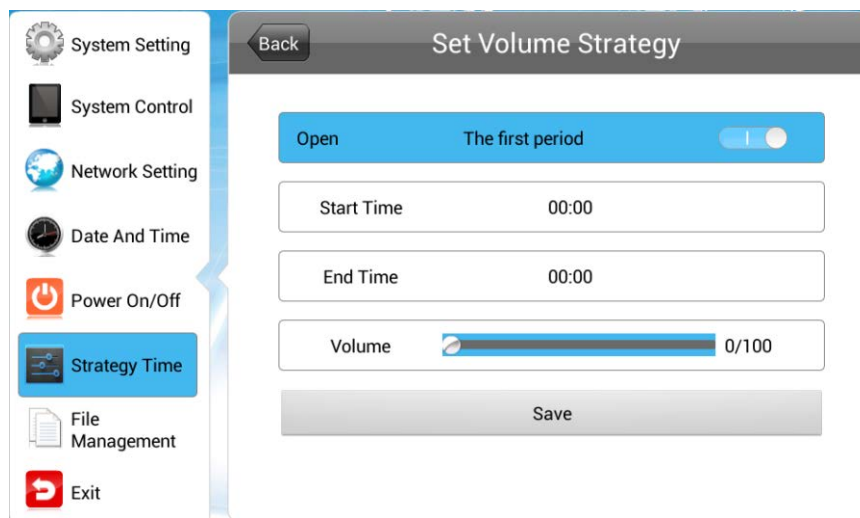 System Setting
System Control
Network Setting
Date And Time
Power On/Off
Strategy Time
File
Management
Exit
Back
Set Volume Strategy
Open The first period
Start Time 00:00
End Time 00:00
Volume 0/100
Save